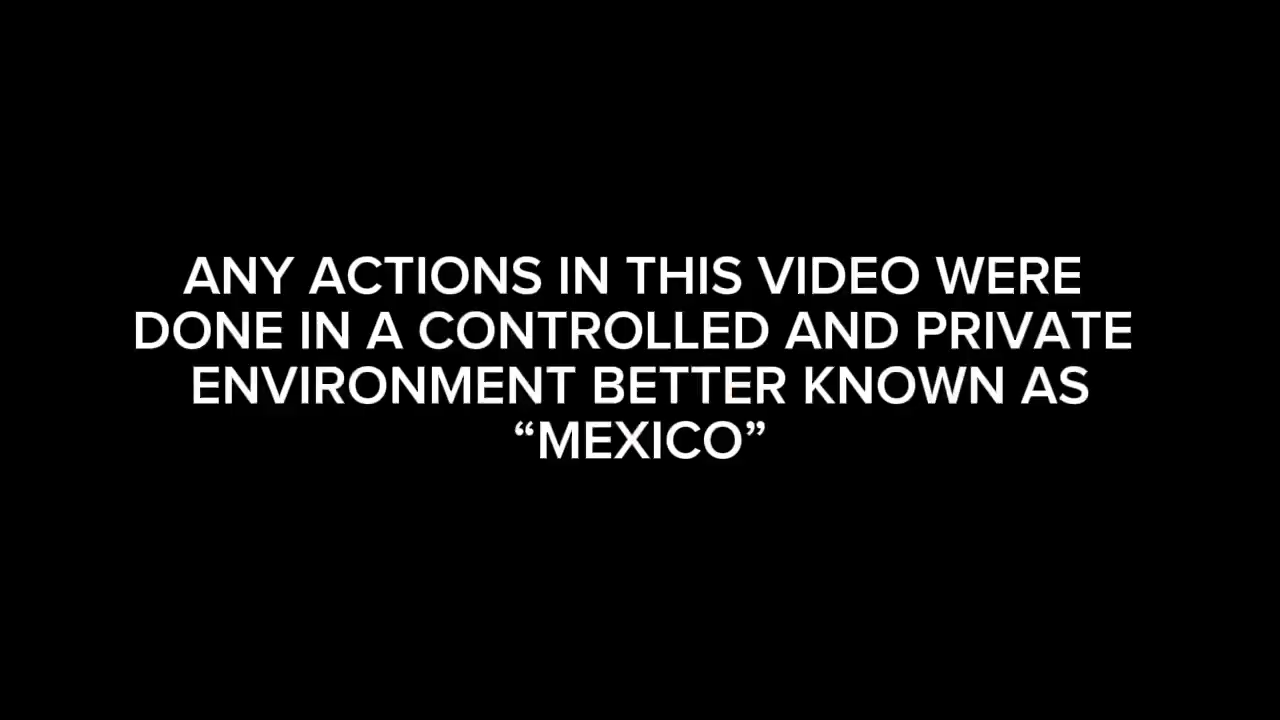 ANY ACTIONS IN THIS VIDEO WERE
DONE IN A CONTROLLED AND PRIVATE
ENVIRONMENT BETTER KNOWN AS
“MEXICO”